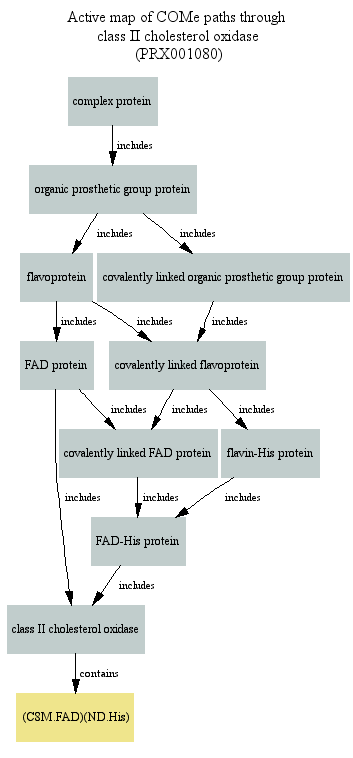 Active map of COMe paths through
class II cholesterol oxidase
(PRX001080)
complex protein
includes
organic prosthetic group protein
includes includes
flavoprotein covalently linked organic prosthetic group protein
includes includes includes
FAD protein covalently linked flavoprotein
includes includes includes
covalently linked FAD protein flavin-His protein
includes includes includes
FAD-His protein
includes
class II cholesterol oxidase
contains
(C8M.FAD)(ND.His)